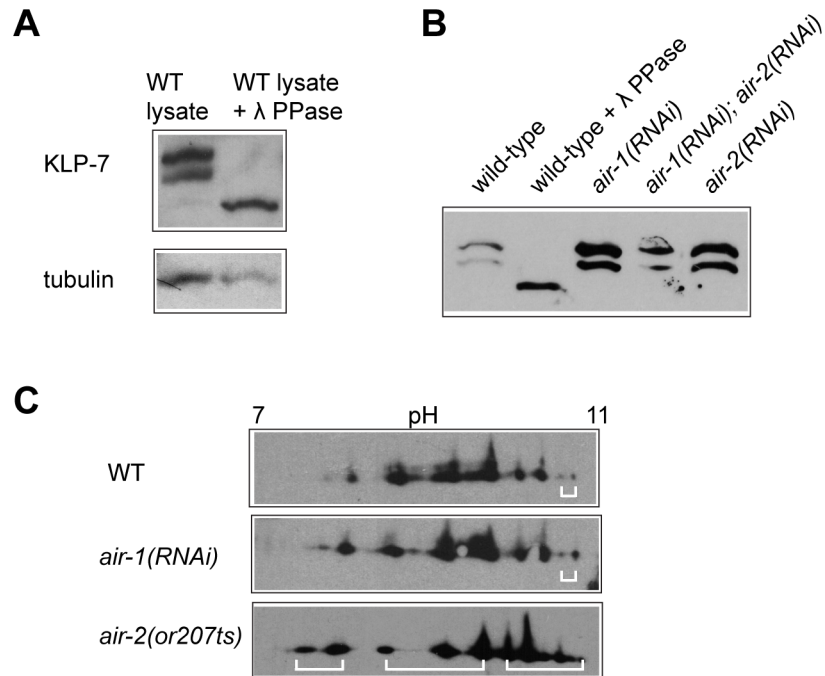 A
WT lysate
WT lysate + λ PPase
KLP-7
tubulin
B
wild-type
wild-type + λ PPase
air-1(RNAi)
air-1(RNAi); air-2(RNAi)
air-2(RNAi)
C
7 pH 11
WT
air-1(RNAi)
air-2(or207ts)